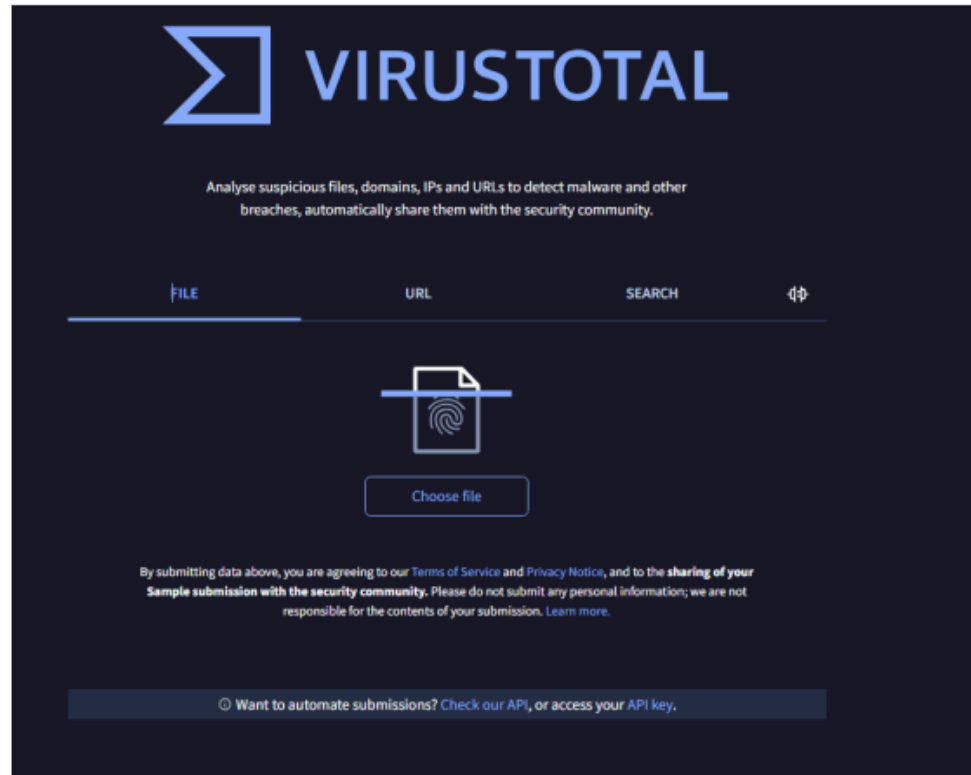 VIRUSTOTAL
Analyse suspicious files, domains, IPs and URLs to detect malware and other
breaches, automatically share them with the security community.
FILE URL SEARCH
Choose file
By submitting data above, you are agreeing to our Terms of Service and Privacy Notice, and to the sharing of your
Sample submission with the security community. Please do not submit any personal information; we are not
responsible for the contents of your submission. Learn more.
Want to automate submissions? Check our API, or access your API key.